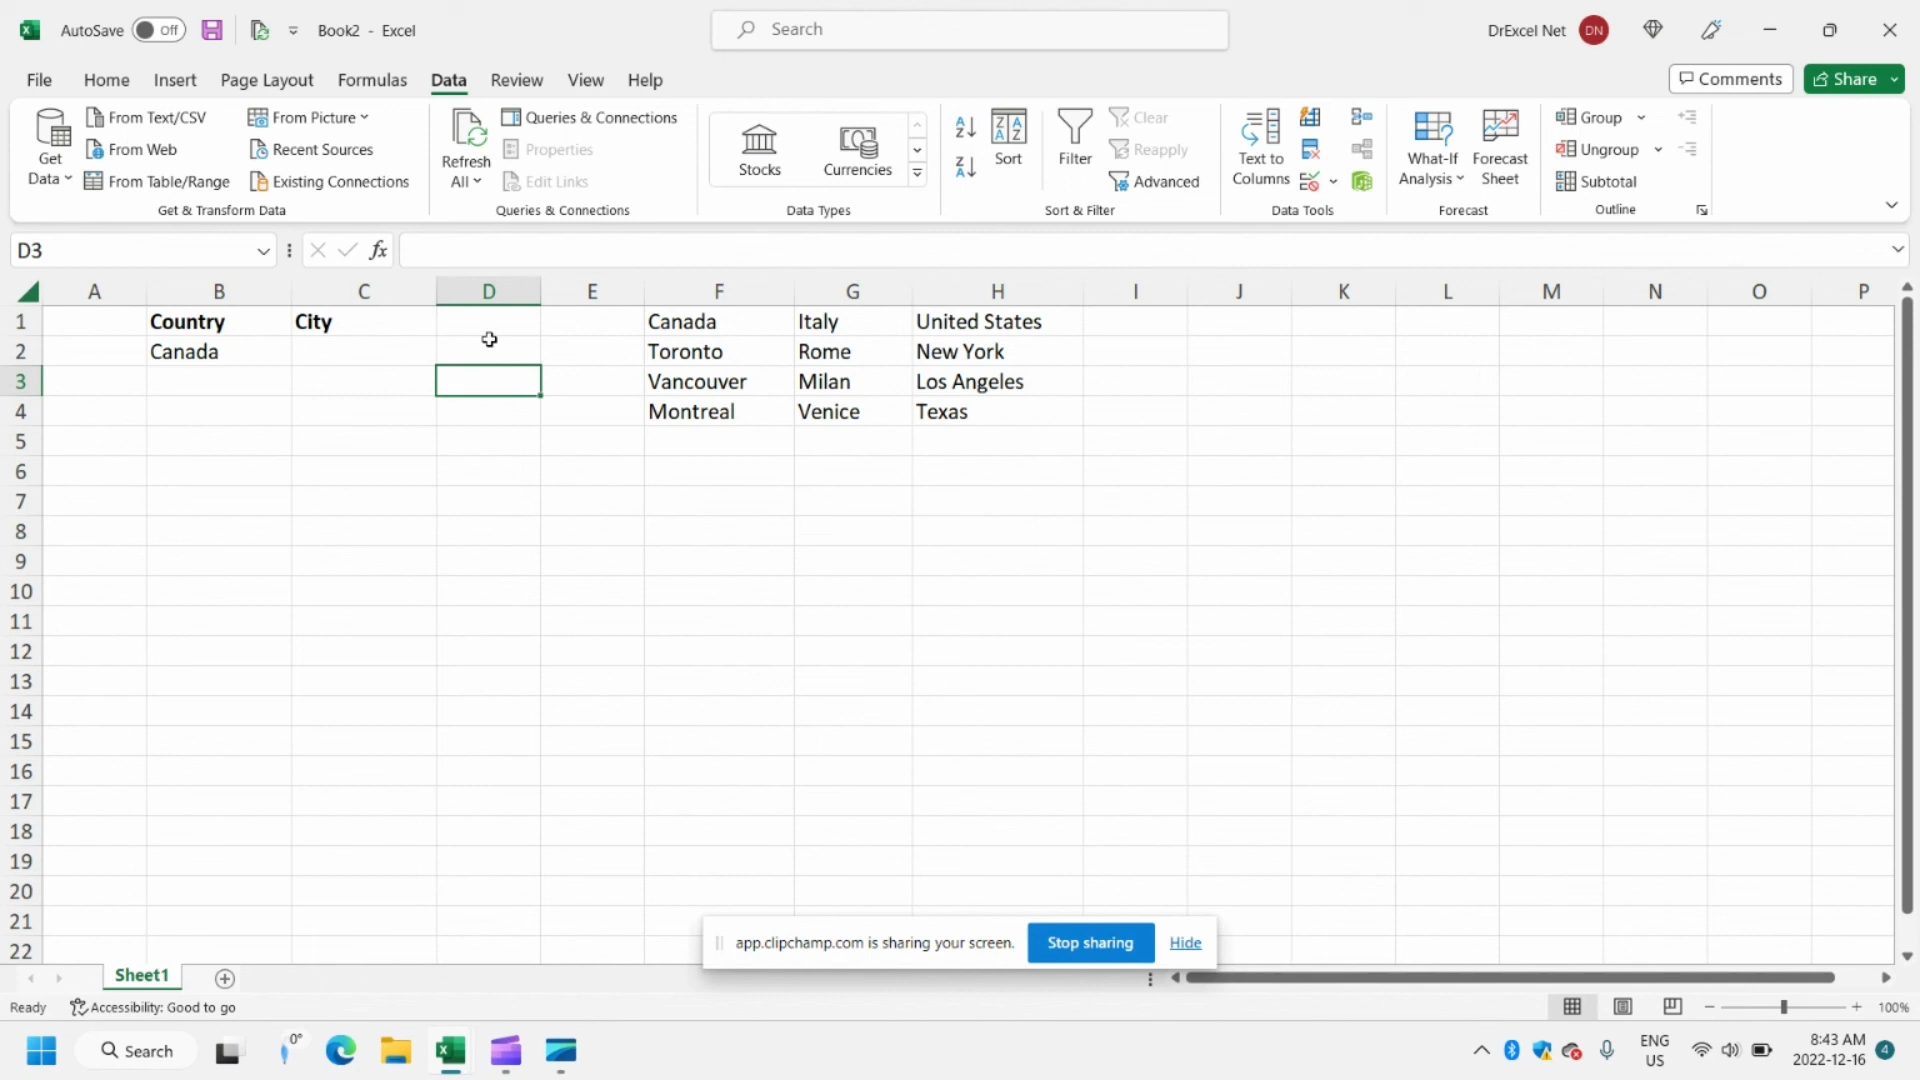 AutoSave Off Book2 - Excel Search DrExcel Net DN
File Home Insert Page Layout Formulas Data Review View Help Comments Share
Get Data
From Text/CSV
From Web
From Table/Range
From Picture
Recent Sources
Existing Connections
Get & Transform Data
Refresh All
Queries & Connections
Properties
Edit Links
Queries & Connections
Stocks Currencies
Data Types
Sort
Filter
Clear
Reapply
Advanced
Sort & Filter
Text to Columns
Data Tools
What-If Analysis
Forecast Sheet
Forecast
Group
Ungroup
Subtotal
Outline
D3 fx
A B C D E F G H I J K L M N O P
1 Country City Canada Italy United States
2 Canada Toronto Rome New York
3 Vancouver Milan Los Angeles
4 Montreal Venice Texas
5
6
7
8
9
10
11
12
13
14
15
16
17
18
19
20
21
22
app.clipchamp.com is sharing your screen. Stop sharing Hide
Sheet1
Ready Accessibility: Good to go 100%
0°
Search
ENG
US
8:43 AM
2022-12-16
4